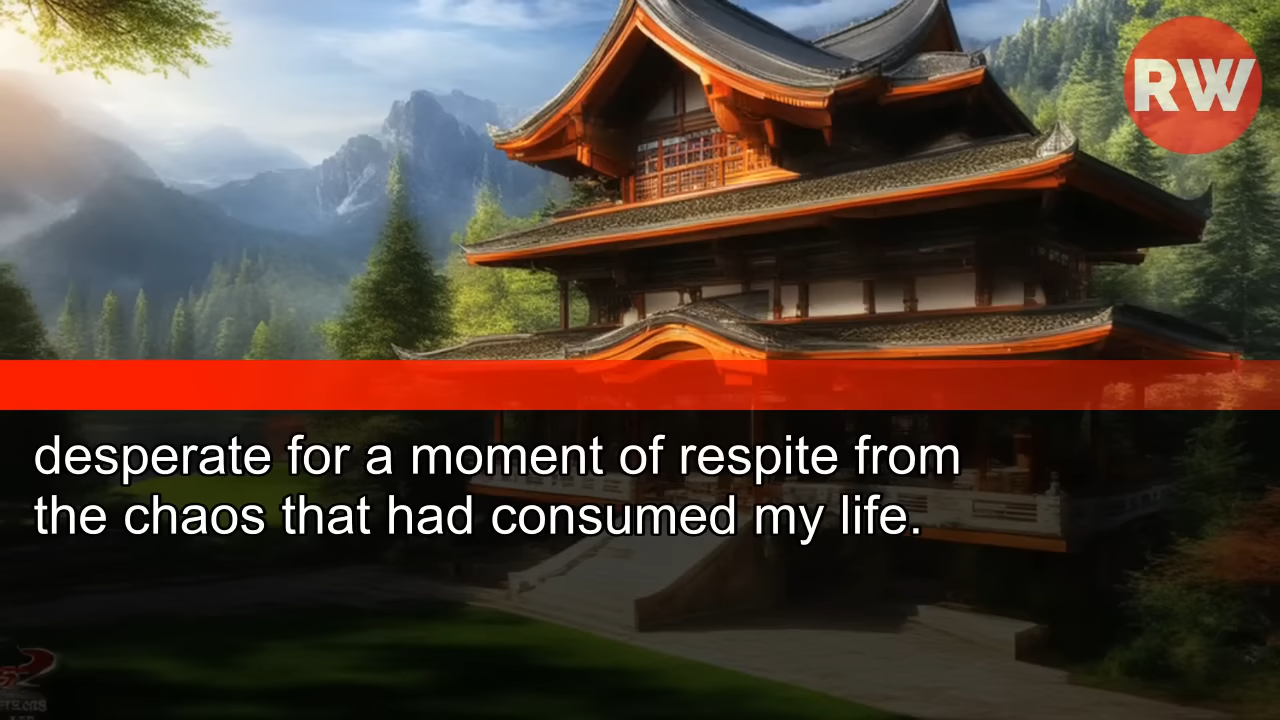 RW
desperate for a moment of respite from
the chaos that had consumed my life.